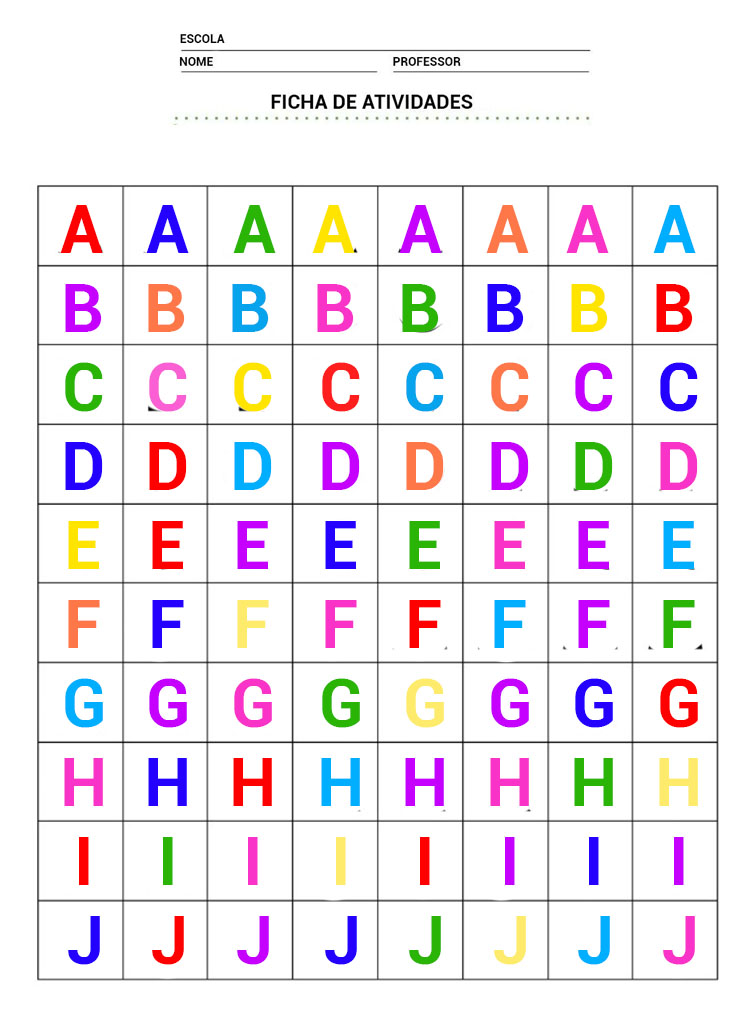 ESCOLA
NOME PROFESSOR
FICHA DE ATIVIDADES
A A A A A A A A
B B B B B B B B
C C C C C C C C
D D D D D D D D
E E E E E E E E
F F F F F F F F
G G G G G G G G
H H H H H H H H
I I I I I I I I
J J J J J J J J